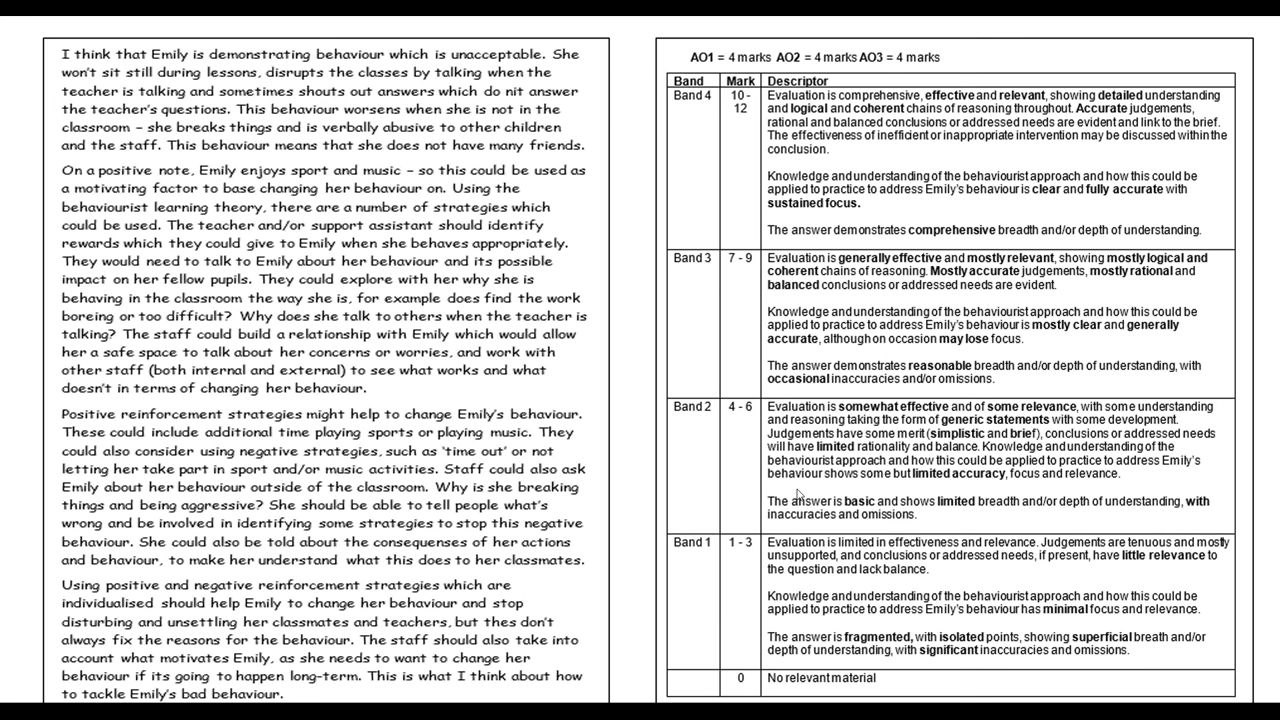 I think that Emily is demonstrating behaviour which is unacceptable. She
won't sit still during lessons, disrupts the classes by talking when the
teacher is talking and sometimes shouts out answers which do nit answer
the teacher's questions. This behaviour worsens when she is not in the
classroom – she breaks things and is verbally abusive to other children
and the staff. This behaviour means that she does not have many friends.
On a positive note, Emily enjoys sport and music – so this could be used as
a motivating factor to base changing her behaviour on. Using the
behaviourist learning theory, there are a number of strategies which
could be used. The teacher and/or support assistant should identify
rewards which they could give to Emily when she behaves appropriately.
They would need to talk to Emily about her behaviour and its possible
impact on her fellow pupils. They could explore with her why she is
behaving in the classroom the way she is, for example does find the work
boreing or too difficult? Why does she talk to others when the teacher is
talking? The staff could build a relationship with Emily which would allow
her a safe space to talk about her concerns or worries, and work with
other staff (both internal and external) to see what works and what
doesn't in terms of changing her behaviour.
Positive reinforcement strategies might help to change Emily's behaviour.
These could include additional time playing sports or playing music. They
could also consider using negative strategies, such as 'time out' or not
letting her take part in sport and/or music activities. Staff could also ask
Emily about her behaviour outside of the classroom. Why is she breaking
things and being aggressive? She should be able to tell people what's
wrong and be involved in identifying some strategies to stop this negative
behaviour. She could also be told about the consequences of her actions
and behaviour, to make her understand what this does to her classmates.
Using positive and negative reinforcement strategies which are
individualised should help Emily to change her behaviour and stop
disturbing and unsettling her classmates and teachers, but thes don't
always fix the reasons for the behaviour. The staff should also take into
account what motivates Emily, as she needs to want to change her
behaviour if its going to happen long-term. This is what I think about how
to tackle Emily's bad behaviour.
AO1 = 4 marks AO2 = 4 marks AO3 = 4 marks
Band Mark Descriptor
Band 4 10 - Evaluation is comprehensive, effective and relevant, showing detailed understanding
12 and logical and coherent chains of reasoning throughout. Accurate judgements,
rational and balanced conclusions or addressed needs are evident and link to the brief.
The effectiveness of inefficient or inappropriate intervention may be discussed within the
conclusion.
Knowledge and understanding of the behaviourist approach and how this could be
applied to practice to address Emily's behaviour is clear and fully accurate with
sustained focus.
The answer demonstrates comprehensive breadth and/or depth of understanding.
Band 3 7 - 9 Evaluation is generally effective and mostly relevant, showing mostly logical and
coherent chains of reasoning. Mostly accurate judgements, mostly rational and
balanced conclusions or addressed needs are evident.
Knowledge and understanding of the behaviourist approach and how this could be
applied to practice to address Emily's behaviour is mostly clear and generally
accurate, although on occasion may lose focus.
The answer demonstrates reasonable breadth and/or depth of understanding, with
occasional inaccuracies and/or omissions.
Band 2 4 - 6 Evaluation is somewhat effective and of some relevance, with some understanding
and reasoning taking the form of generic statements with some development.
Judgements have some merit (simplistic and brief), conclusions or addressed needs
will have limited rationality and balance. Knowledge and understanding of the
behaviourist approach and how this could be applied to practice to address Emily's
behaviour shows some but limited accuracy, focus and relevance.
The answer is basic and shows limited breadth and/or depth of understanding, with
inaccuracies and omissions.
Band 1 1 - 3 Evaluation is limited in effectiveness and relevance. Judgements are tenuous and mostly
unsupported, and conclusions or addressed needs, if present, have little relevance to
the question and lack balance.
Knowledge and understanding of the behaviourist approach and how this could be
applied to practice to address Emily's behaviour has minimal focus and relevance.
The answer is fragmented, with isolated points, showing superficial breath and/or
depth of understanding, with significant inaccuracies and omissions.
0 No relevant material